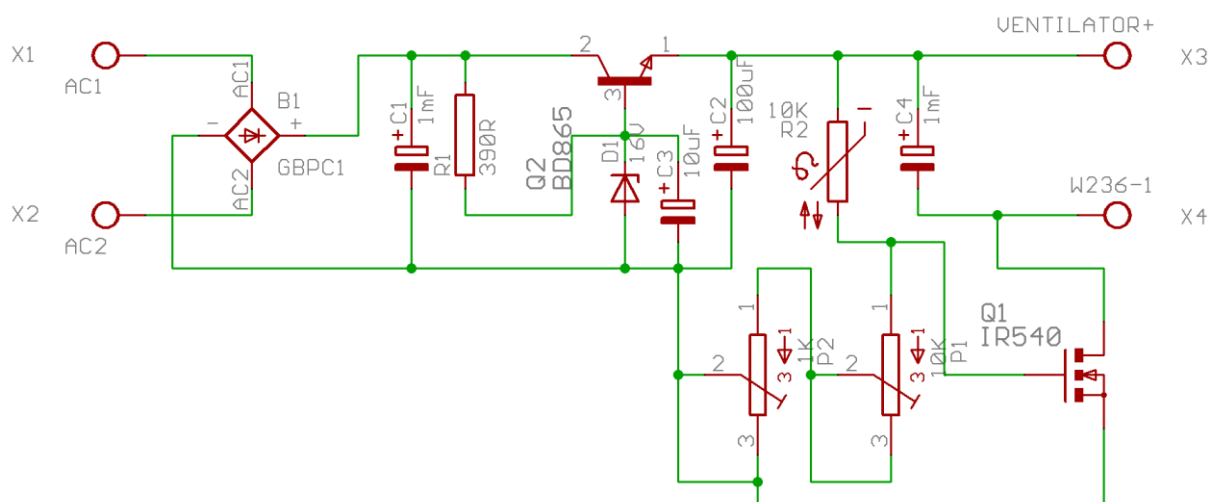 X1
AC1
X2
AC2
AC1
AC2
-
+
B1
GBPC1
C1
+
1mF
R1
390R
2
1
3
Q2
BD865
D1
16V
C3
+
10uF
C2
+
100uF
10K
R2
-
C4
+
1mF
VENTILATOR+
X3
W236-1
X4
1
2
3
1
3
1K
P2
1
2
3
1
3
10K
P1
Q1
IR540